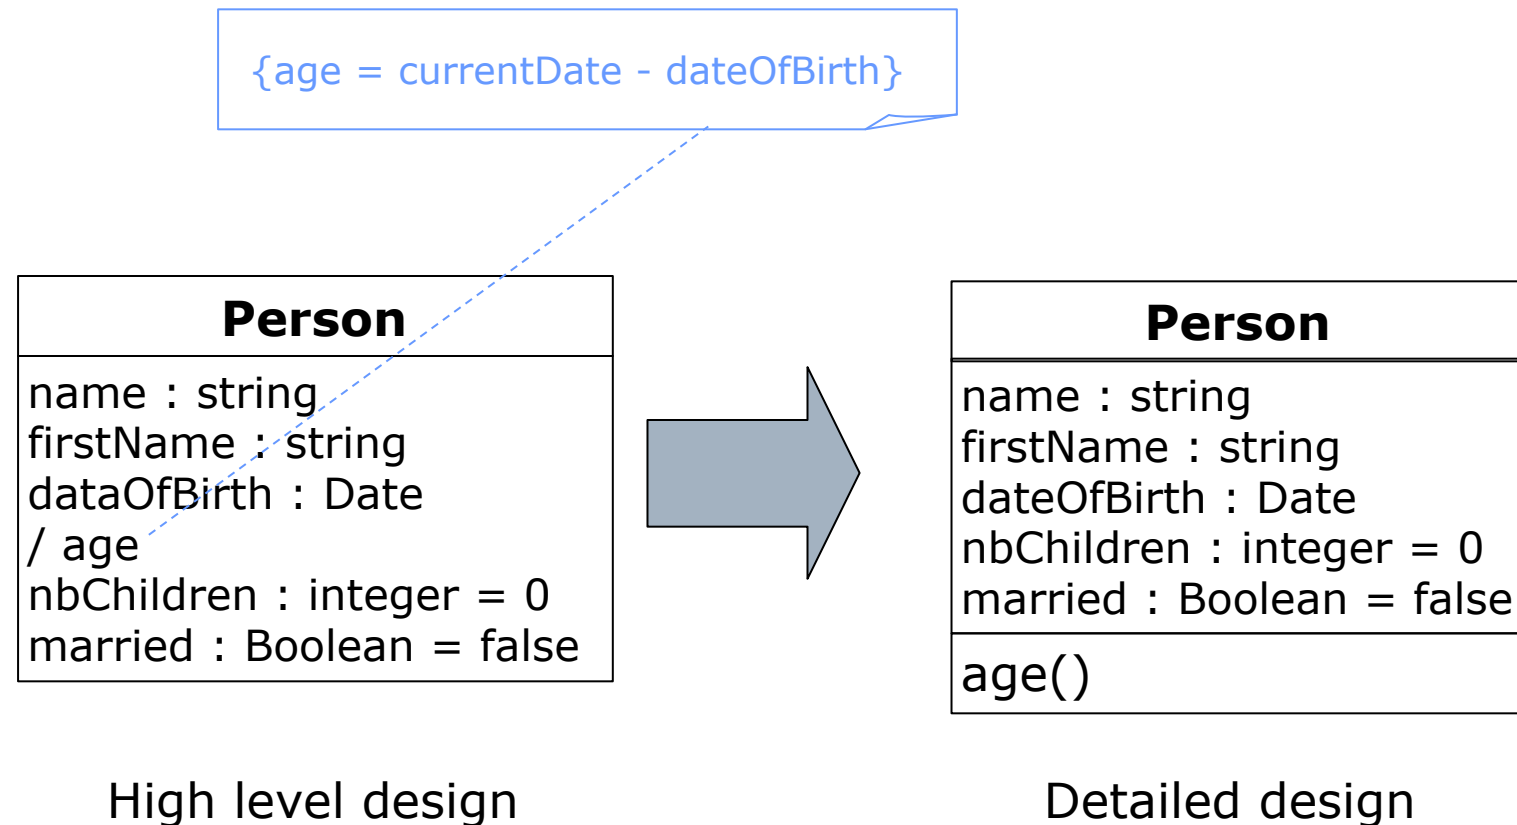 {age = currentDate - dateOfBirth}
Person
name : string
firstName : string
dataOfBirth : Date
/ age
nbChildren : integer = 0
married : Boolean = false
High level design
Person
name : string
firstName : string
dateOfBirth : Date
nbChildren : integer = 0
married : Boolean = false
age()
Detailed design